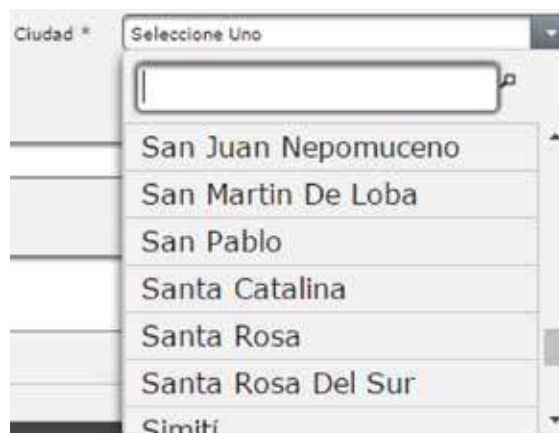 Ciudad * Seleccione Uno
San Juan Nepomuceno
San Martin De Loba
San Pablo
Santa Catalina
Santa Rosa
Santa Rosa Del Sur
Simití